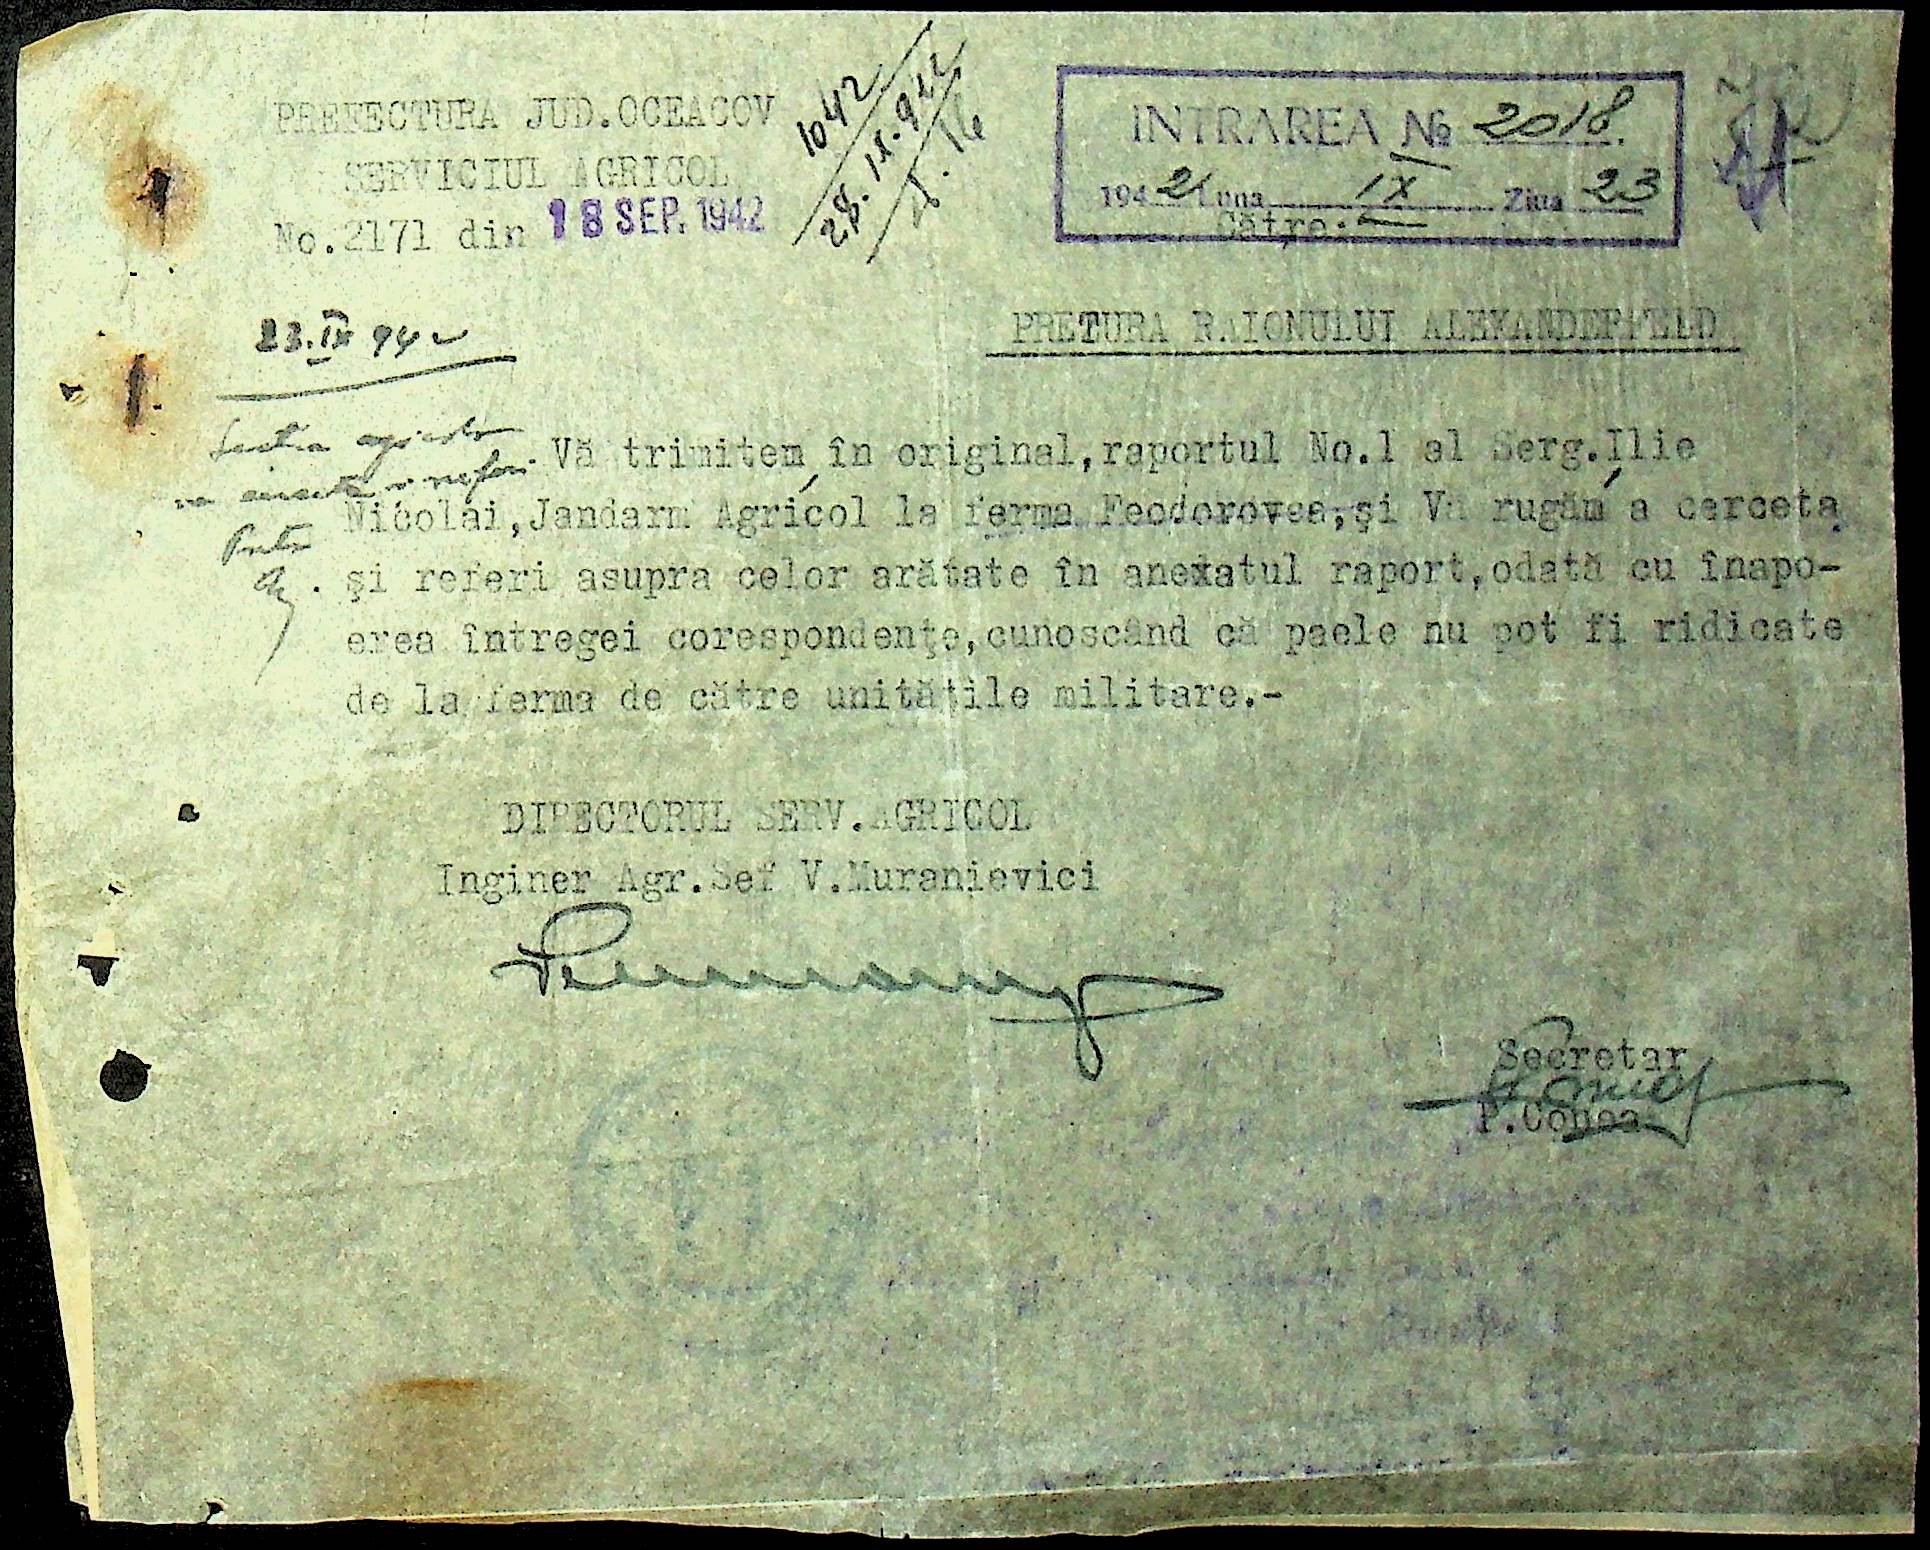 PREFECTURA JUD.OCEACOV
SERVICIUL AGRICOL
No.2171 din 18 SEP. 1942
1042
28.IX.942
INTRAREA № 2018.
1942 Luna IX Ziua 23
Către:
PRETURA RAIONULUI ALEXANDERFELD
23.IX 942
Vă trimitem în original,raportul No.1 al Serg.Ilie
Nicolai,Jandarm Agricol la ferma Feodorovea,şi Vă rugăm a cerceta
şi referi asupra celor arătate în anexatul raport,odată cu înapo-
erea întregei corespondenţe,cunoscând că paele nu pot fi ridicate
de la ferma de către unităţile militare.-
DIRECTORUL SERV.AGRICOL
Inginer Agr.Sef V.Muranievici
Secretar